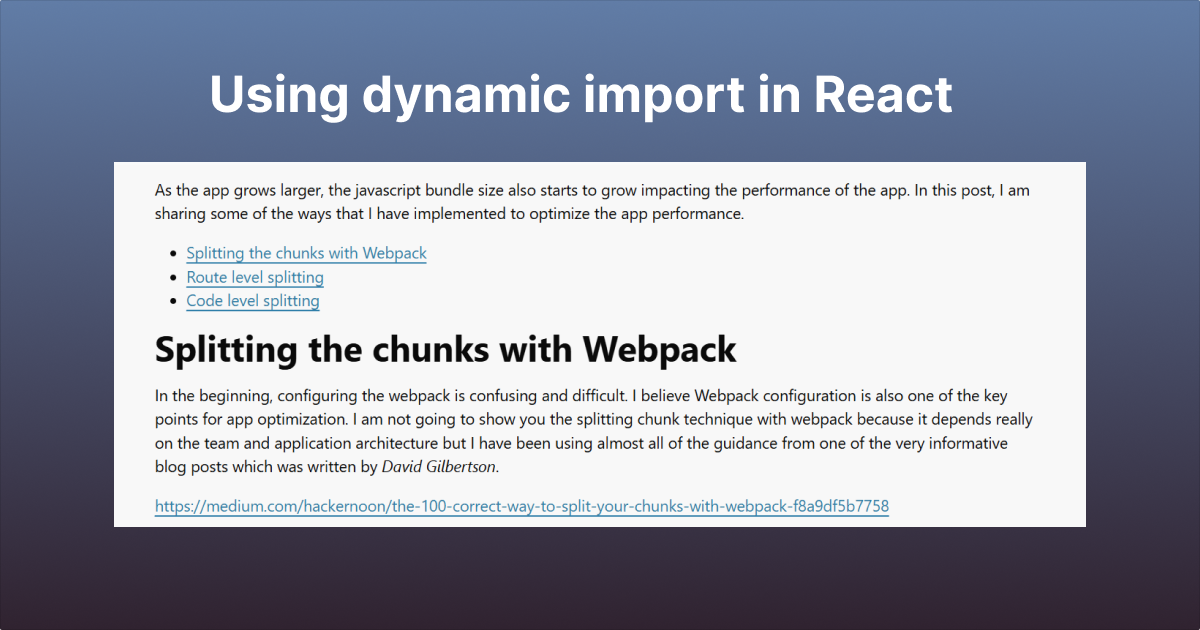 Using dynamic import in React
As the app grows larger, the javascript bundle size also starts to grow impacting the performance of the app. In this post, I am
sharing some of the ways that I have implemented to optimize the app performance.
• Splitting the chunks with Webpack
• Route level splitting
• Code level splitting
Splitting the chunks with Webpack
In the beginning, configuring the webpack is confusing and difficult. I believe Webpack configuration is also one of the key
points for app optimization. I am not going to show you the splitting chunk technique with webpack because it depends really
on the team and application architecture but I have been using almost all of the guidance from one of the very informative
blog posts which was written by David Gilbertson.
https://medium.com/hackernoon/the-100-correct-way-to-split-your-chunks-with-webpack-f8a9df5b7758